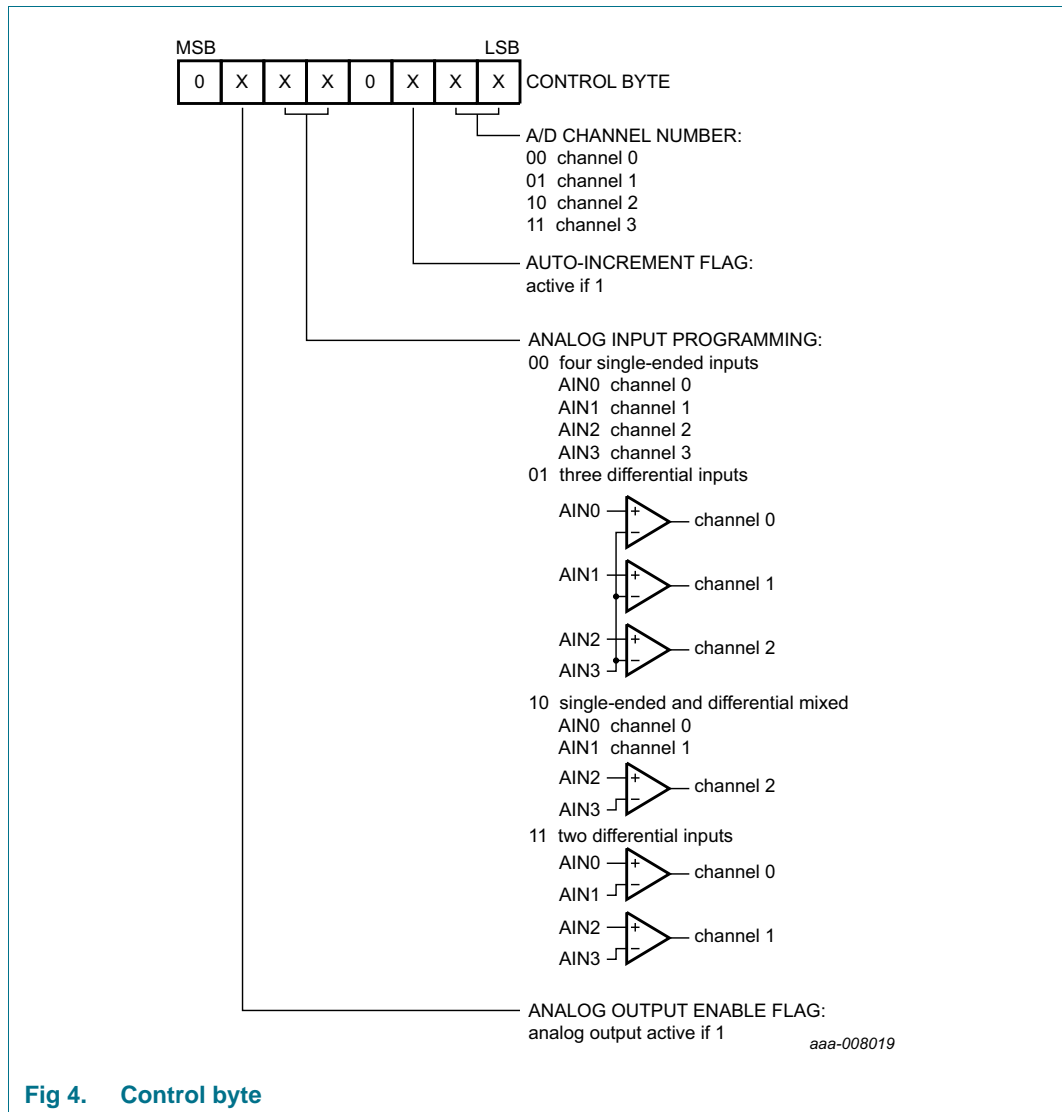 MSB LSB
0 X X X 0 X X X CONTROL BYTE
A/D CHANNEL NUMBER:
00 channel 0
01 channel 1
10 channel 2
11 channel 3
AUTO-INCREMENT FLAG:
active if 1
ANALOG INPUT PROGRAMMING:
00 four single-ended inputs
AIN0 channel 0
AIN1 channel 1
AIN2 channel 2
AIN3 channel 3
01 three differential inputs
AIN0 + − channel 0
AIN1 + − channel 1
AIN2 + − channel 2
AIN3
10 single-ended and differential mixed
AIN0 channel 0
AIN1 channel 1
AIN2 + − channel 2
AIN3
11 two differential inputs
AIN0 + − channel 0
AIN1
AIN2 + − channel 1
AIN3
ANALOG OUTPUT ENABLE FLAG:
analog output active if 1
aaa-008019
Fig 4. Control byte